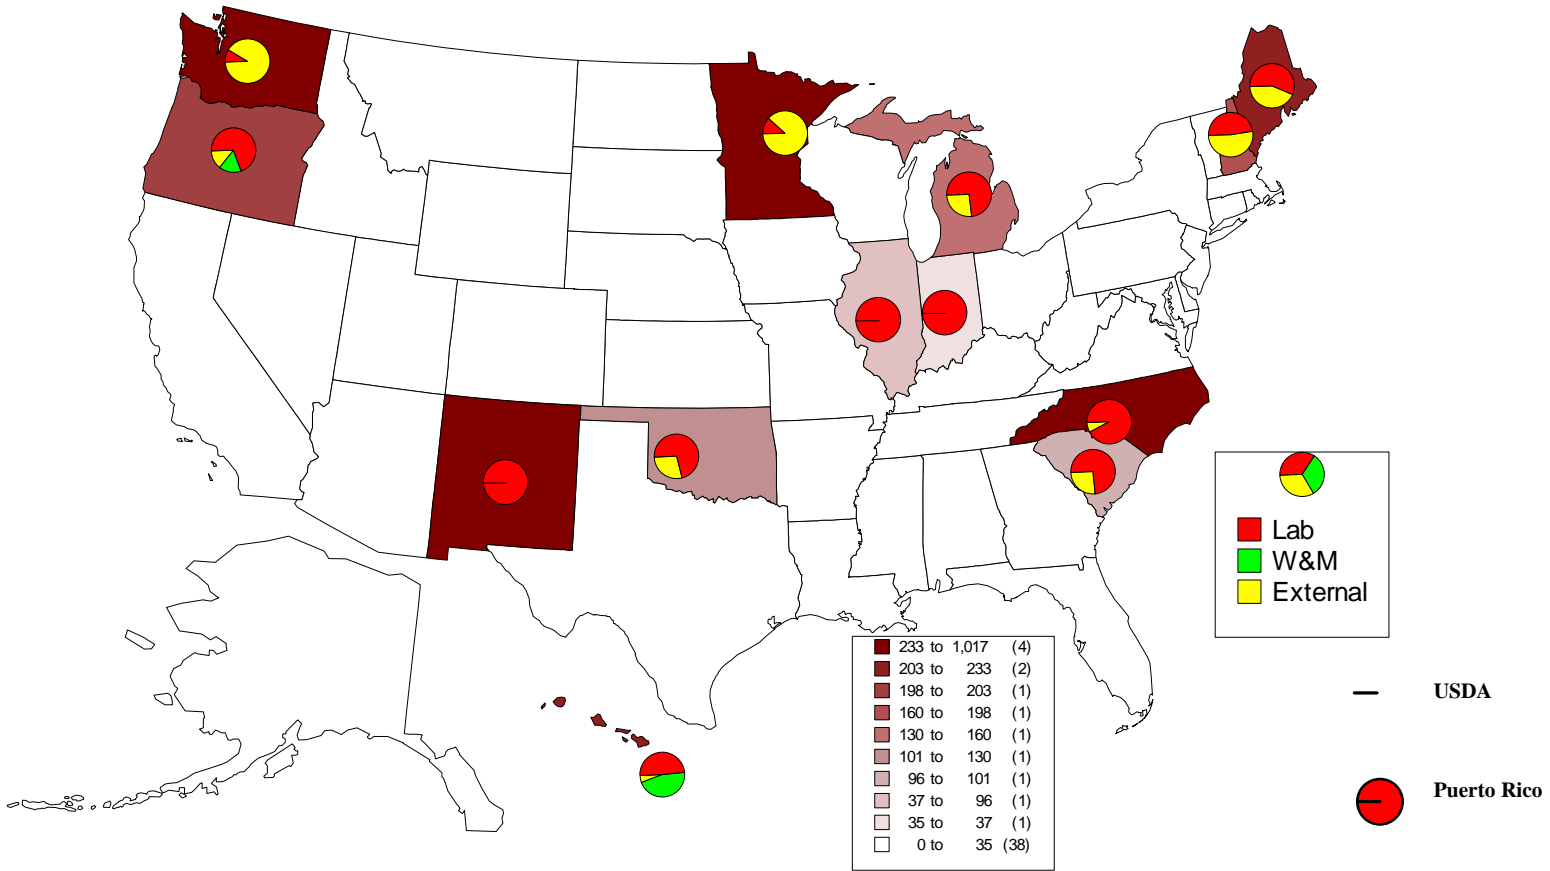 Lab
W&M
External
233 to 1,017 (4)
203 to 233 (2)
198 to 203 (1)
160 to 198 (1)
130 to 160 (1)
101 to 130 (1)
96 to 101 (1)
37 to 96 (1)
35 to 37 (1)
0 to 35 (38)
USDA
Puerto Rico